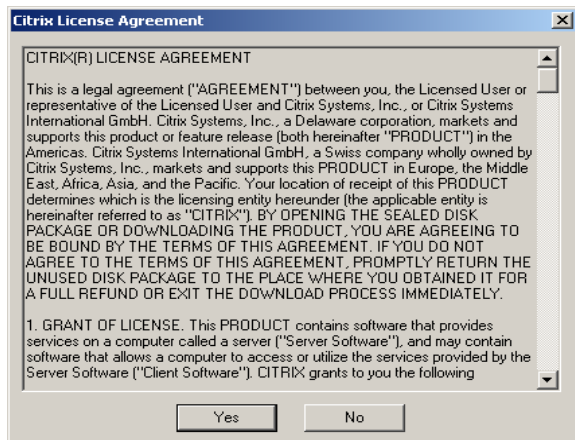 Citrix License Agreement
CITRIX(R) LICENSE AGREEMENT
This is a legal agreement ("AGREEMENT") between you, the Licensed User or
representative of the Licensed User and Citrix Systems, Inc., or Citrix Systems
International GmbH. Citrix Systems, Inc., a Delaware corporation, markets and
supports this product or feature release (both hereinafter "PRODUCT") in the
Americas. Citrix Systems International GmbH, a Swiss company wholly owned by
Citrix Systems, Inc., markets and supports this PRODUCT in Europe, the Middle
East, Africa, Asia, and the Pacific. Your location of receipt of this PRODUCT
determines which is the licensing entity hereunder (the applicable entity is
hereinafter referred to as "CITRIX"). BY OPENING THE SEALED DISK
PACKAGE OR DOWNLOADING THE PRODUCT, YOU ARE AGREEING TO
BE BOUND BY THE TERMS OF THIS AGREEMENT. IF YOU DO NOT
AGREE TO THE TERMS OF THIS AGREEMENT, PROMPTLY RETURN THE
UNUSED DISK PACKAGE TO THE PLACE WHERE YOU OBTAINED IT FOR
A FULL REFUND OR EXIT THE DOWNLOAD PROCESS IMMEDIATELY.
1. GRANT OF LICENSE. This PRODUCT contains software that provides
services on a computer called a server ("Server Software"), and may contain
software that allows a computer to access or utilize the services provided by the
Server Software ("Client Software"). CITRIX grants to you the following
Yes No